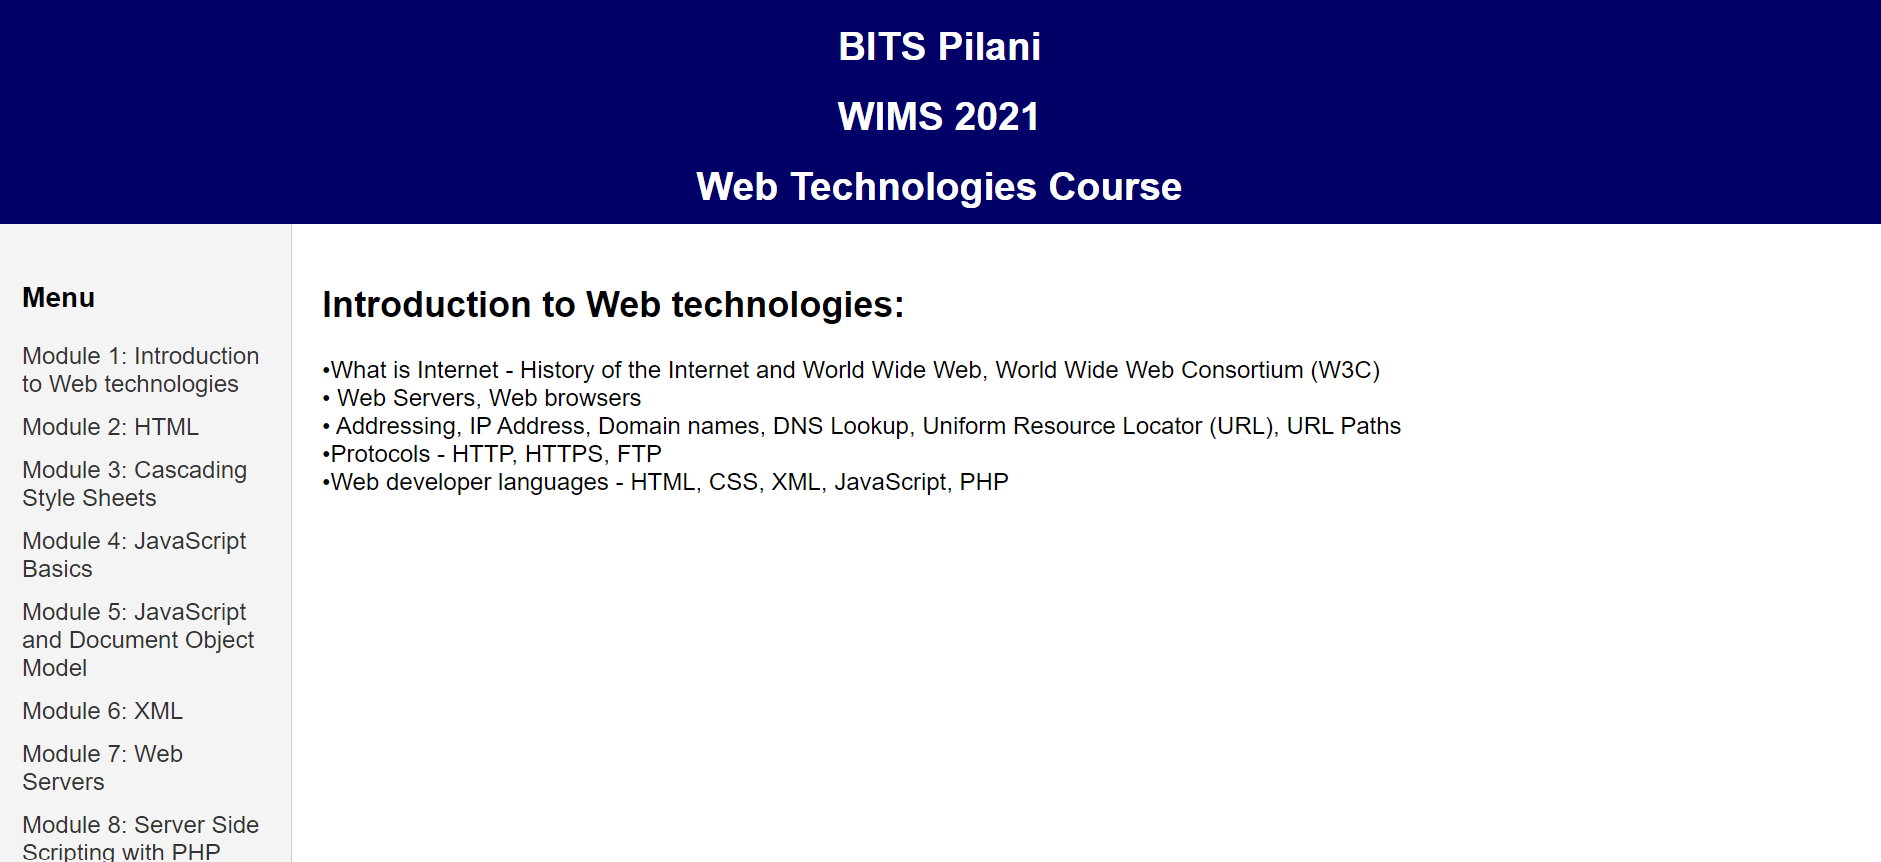 BITS Pilani
WIMS 2021
Web Technologies Course
Menu
Module 1: Introduction
to Web technologies
Module 2: HTML
Module 3: Cascading
Style Sheets
Module 4: JavaScript
Basics
Module 5: JavaScript
and Document Object
Model
Module 6: XML
Module 7: Web
Servers
Module 8: Server Side
Scripting with PHP
Introduction to Web technologies:
•What is Internet - History of the Internet and World Wide Web, World Wide Web Consortium (W3C)
• Web Servers, Web browsers
• Addressing, IP Address, Domain names, DNS Lookup, Uniform Resource Locator (URL), URL Paths
•Protocols - HTTP, HTTPS, FTP
•Web developer languages - HTML, CSS, XML, JavaScript, PHP